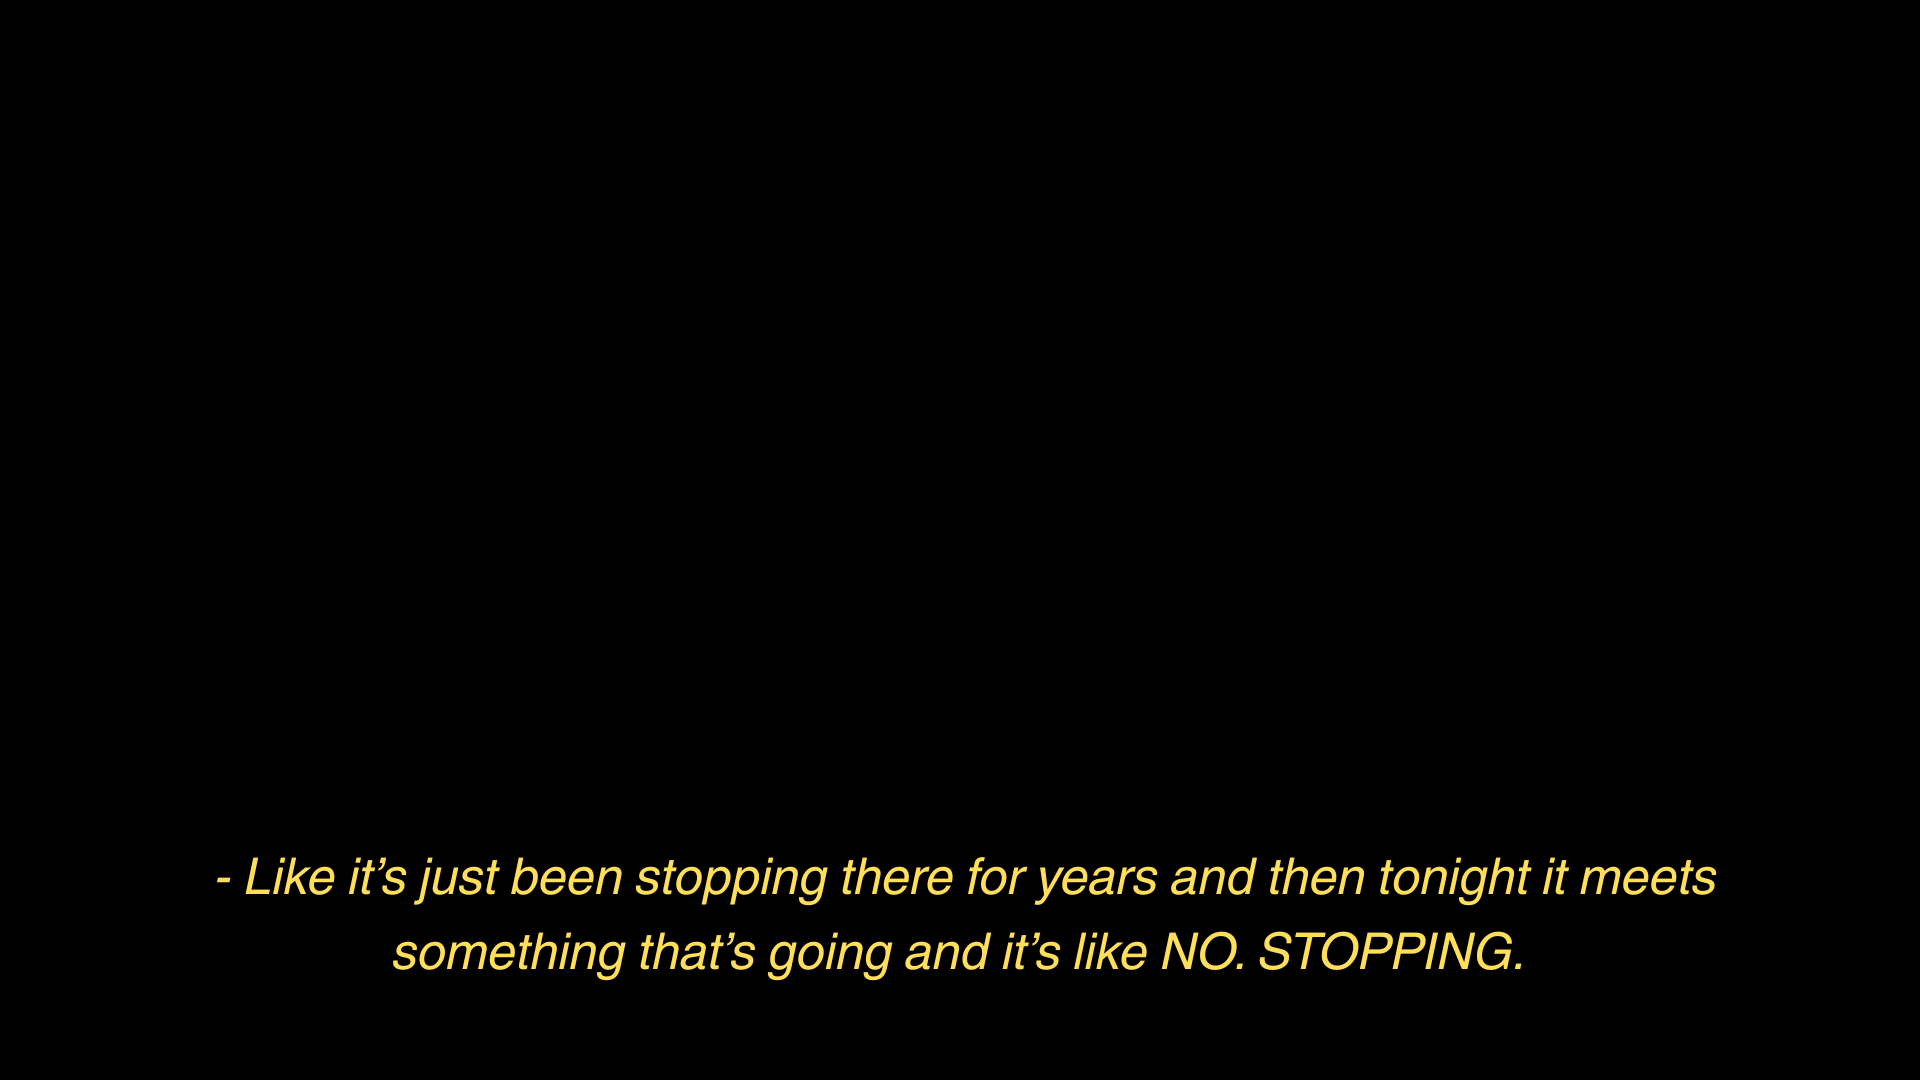 - Like it’s just been stopping there for years and then tonight it meets
something that’s going and it’s like NO. STOPPING.